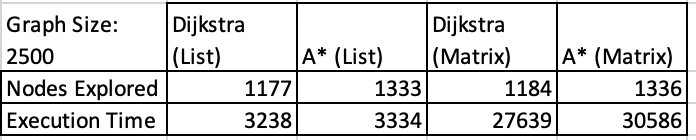 Graph Size: 2500 Dijkstra (List) A* (List) Dijkstra (Matrix) A* (Matrix)
Nodes Explored 1177 1333 1184 1336
Execution Time 3238 3334 27639 30586